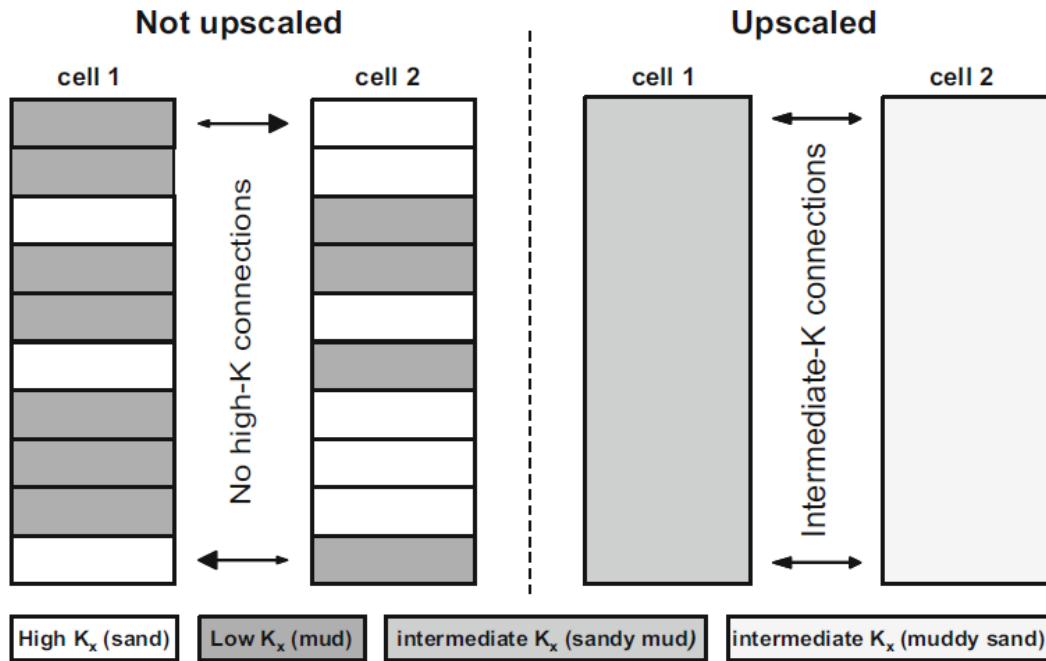 Not upscaled
Upscaled
cell 1
cell 2
cell 1
cell 2
No high-K connections
Intermediate-K connections
High Kx (sand)
Low Kx (mud)
intermediate Kx (sandy mud)
intermediate Kx (muddy sand)